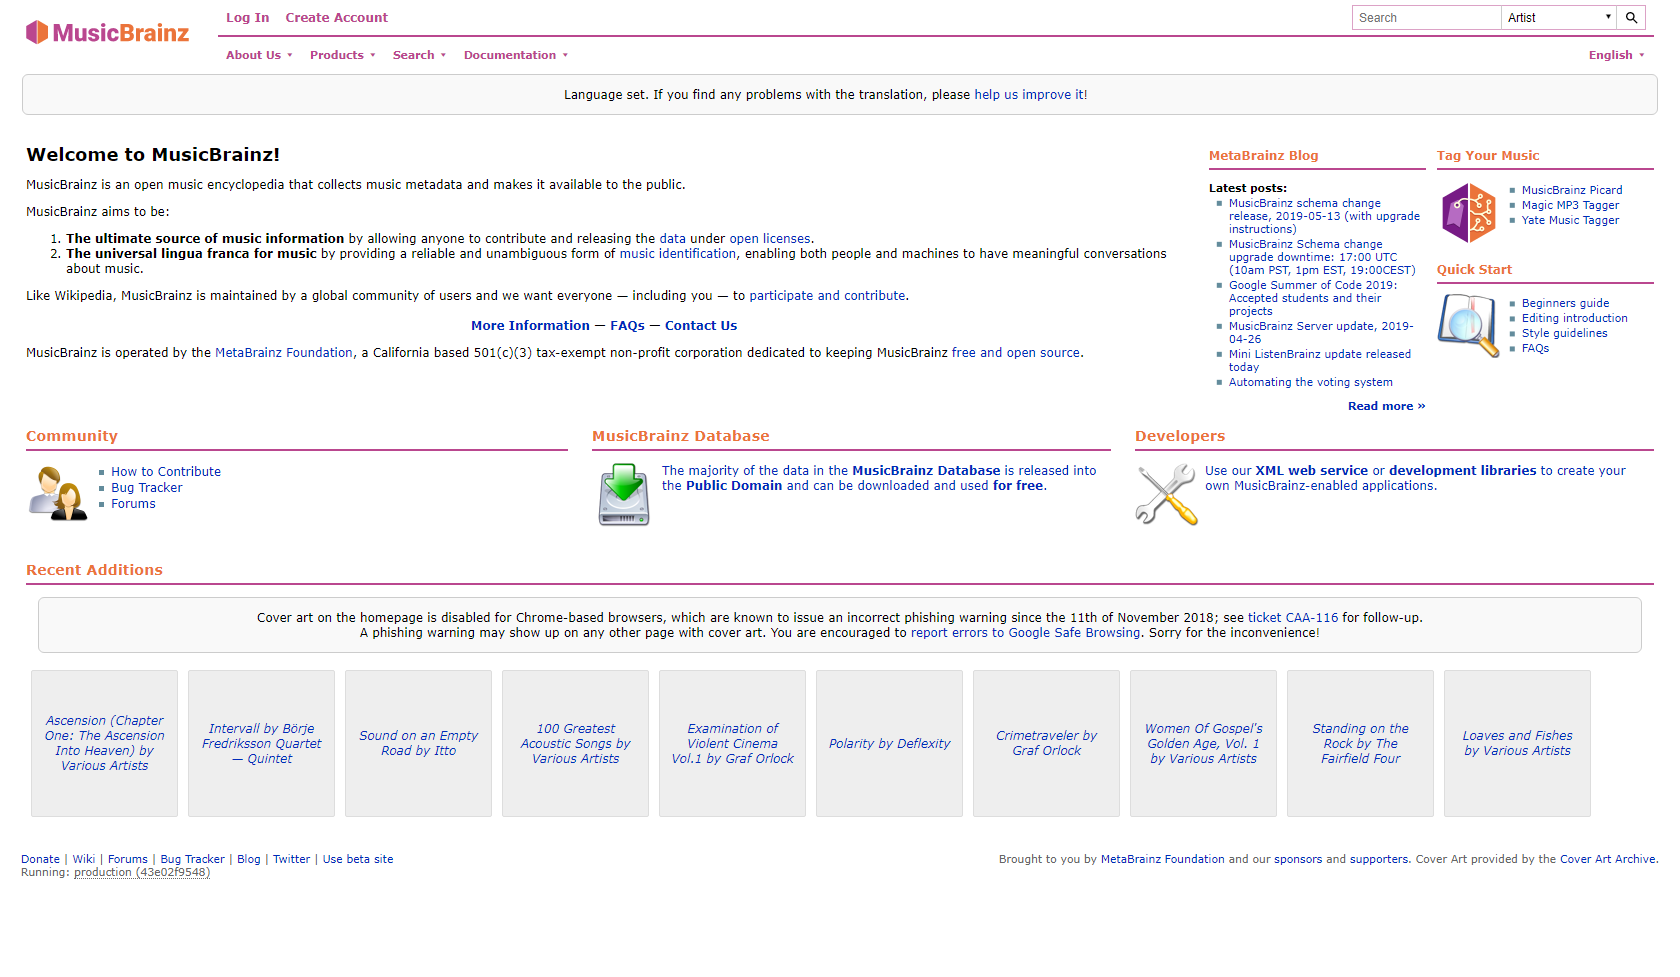 MusicBrainz
Log In Create Account
Search Artist
About Us Products Search Documentation
English
Language set. If you find any problems with the translation, please help us improve it!
Welcome to MusicBrainz!
MusicBrainz is an open music encyclopedia that collects music metadata and makes it available to the public.
MusicBrainz aims to be:
1. The ultimate source of music information by allowing anyone to contribute and releasing the data under open licenses.
2. The universal lingua franca for music by providing a reliable and unambiguous form of music identification, enabling both people and machines to have meaningful conversations
about music.
Like Wikipedia, MusicBrainz is maintained by a global community of users and we want everyone — including you — to participate and contribute.
More Information — FAQs — Contact Us
MusicBrainz is operated by the MetaBrainz Foundation, a California based 501(c)(3) tax-exempt non-profit corporation dedicated to keeping MusicBrainz free and open source.
MetaBrainz Blog
Latest posts:
MusicBrainz schema change
release, 2019-05-13 (with upgrade
instructions)
MusicBrainz Schema change
upgrade downtime: 17:00 UTC
(10am PST, 1pm EST, 19:00CEST)
Google Summer of Code 2019:
Accepted students and their
projects
MusicBrainz Server update, 2019-
04-26
Mini ListenBrainz update released
today
Automating the voting system
Read more »
Tag Your Music
MusicBrainz Picard
Magic MP3 Tagger
Yate Music Tagger
Quick Start
Beginners guide
Editing introduction
Style guidelines
FAQs
Community
How to Contribute
Bug Tracker
Forums
MusicBrainz Database
The majority of the data in the MusicBrainz Database is released into
the Public Domain and can be downloaded and used for free.
Developers
Use our XML web service or development libraries to create your
own MusicBrainz-enabled applications.
Recent Additions
Cover art on the homepage is disabled for Chrome-based browsers, which are known to issue an incorrect phishing warning since the 11th of November 2018; see ticket CAA-116 for follow-up.
A phishing warning may show up on any other page with cover art. You are encouraged to report errors to Google Safe Browsing. Sorry for the inconvenience!
Ascension (Chapter
One: The Ascension
Into Heaven) by
Various Artists
Intervall by Börje
Fredriksson Quartet
— Quintet
Sound on an Empty
Road by Itto
100 Greatest
Acoustic Songs by
Various Artists
Examination of
Violent Cinema
Vol.1 by Graf Orlock
Polarity by Deflexity
Crimetraveler by
Graf Orlock
Women Of Gospel's
Golden Age, Vol. 1
by Various Artists
Standing on the
Rock by The
Fairfield Four
Loaves and Fishes
by Various Artists
Donate | Wiki | Forums | Bug Tracker | Blog | Twitter | Use beta site
Running: production (43e02f9548)
Brought to you by MetaBrainz Foundation and our sponsors and supporters. Cover Art provided by the Cover Art Archive.